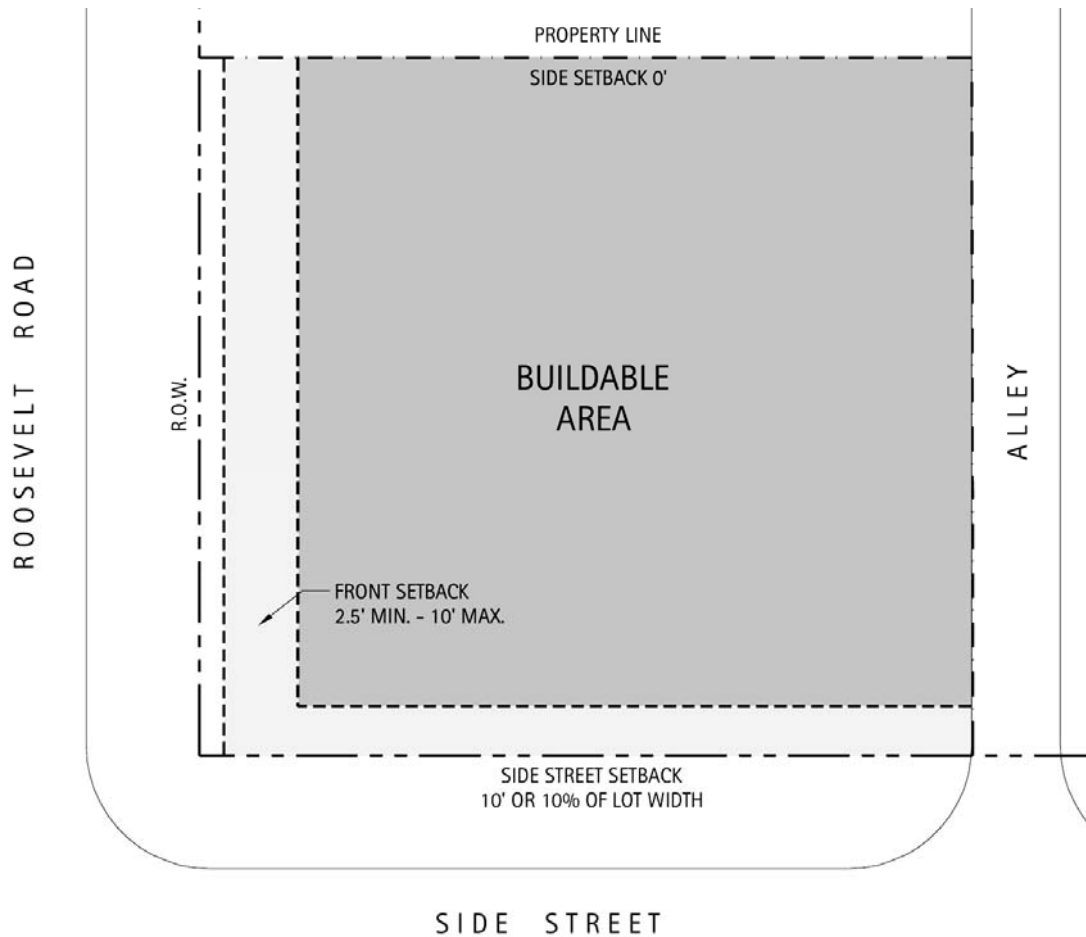 PROPERTY LINE
SIDE SETBACK 0'
ROOSEVELT ROAD
R.O.W.
BUILDABLE
AREA
ALLEY
FRONT SETBACK
2.5' MIN. - 10' MAX.
SIDE STREET SETBACK
10' OR 10% OF LOT WIDTH
SIDE STREET